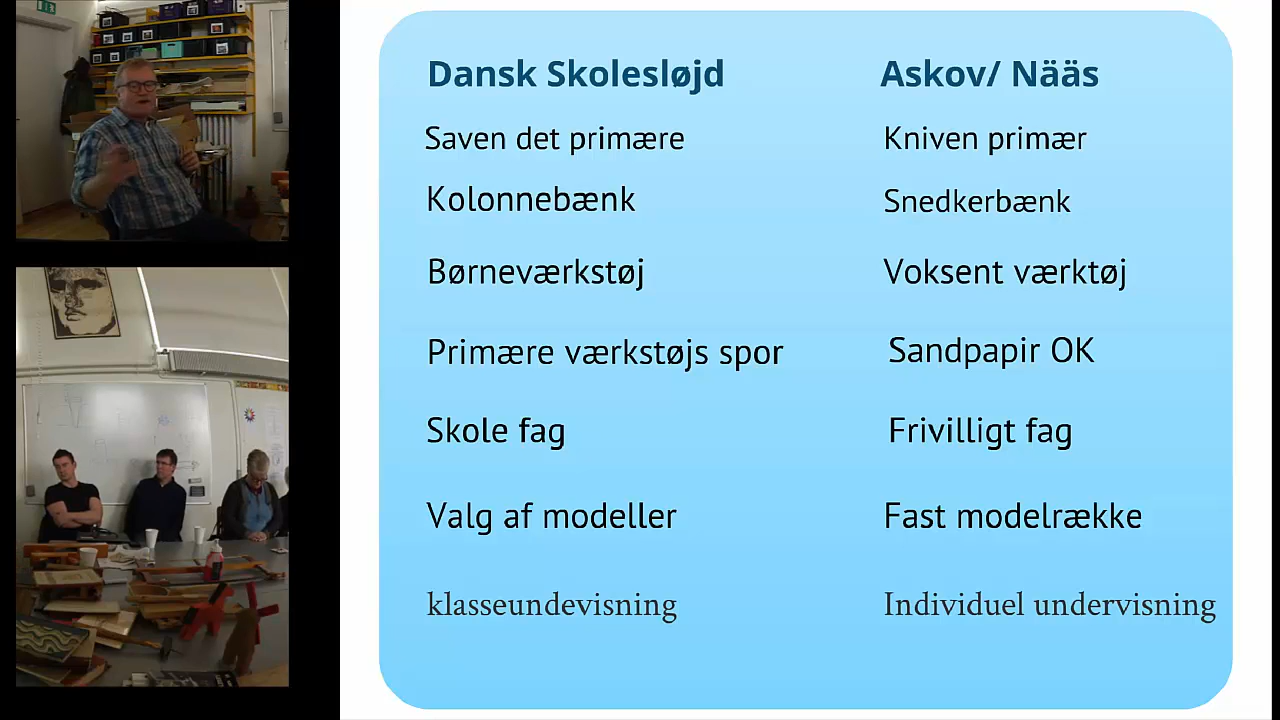 Dansk Skolesløjd Askov/ Nääs
Saven det primære Kniven primær
Kolonnebænk Snedkerbænk
Børneværkstøj Voksent værktøj
Primære værkstøjs spor Sandpapir OK
Skole fag Frivilligt fag
Valg af modeller Fast modelrække
klasseundevisning Individuel undervisning